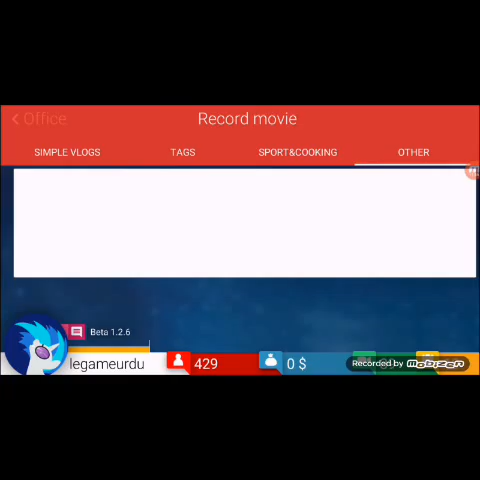 Office
Record movie
SIMPLE VLOGS
TAGS
SPORT&COOKING
OTHER
Beta 1.2.6
legameurdu
429
0 $
Recorded by mobizen